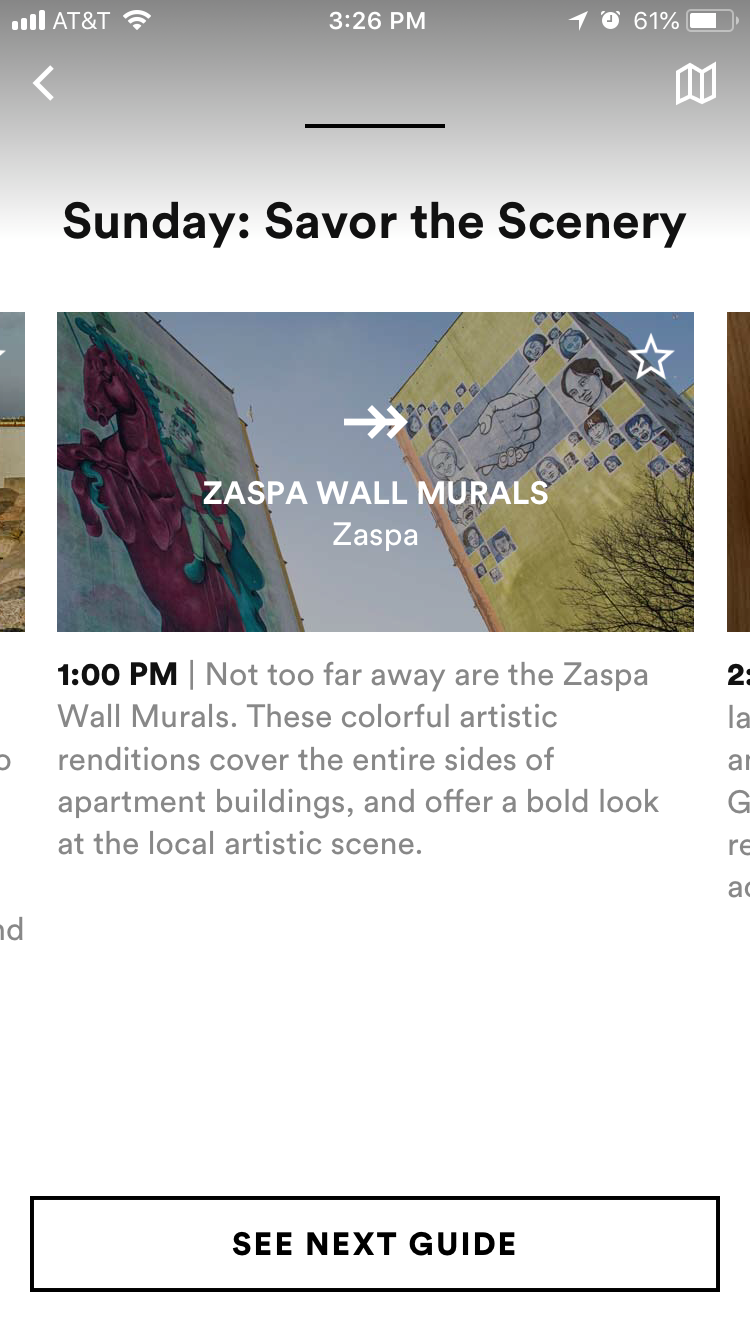 AT&T 3:26 PM 61%
Sunday: Savor the Scenery
ZASPA WALL MURALS
Zaspa
1:00 PM | Not too far away are the Zaspa
Wall Murals. These colorful artistic
renditions cover the entire sides of
apartment buildings, and offer a bold look
at the local artistic scene.
SEE NEXT GUIDE